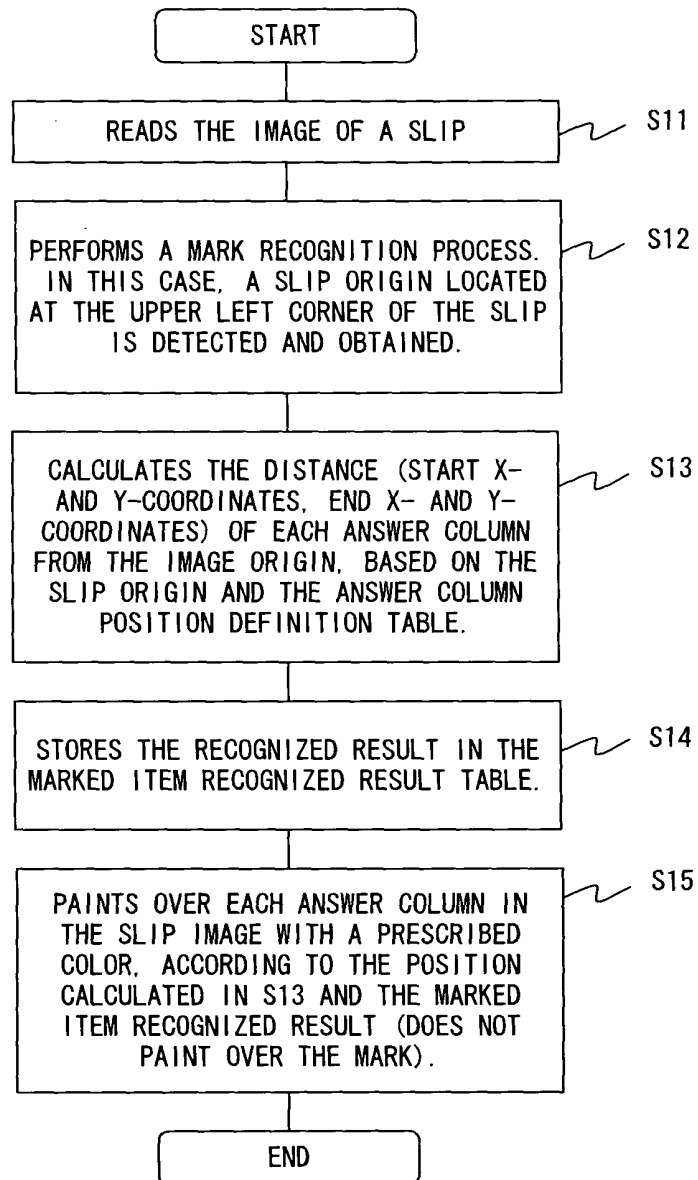 START
READS THE IMAGE OF A SLIP
S11
PERFORMS A MARK RECOGNITION PROCESS.
IN THIS CASE, A SLIP ORIGIN LOCATED
AT THE UPPER LEFT CORNER OF THE SLIP
IS DETECTED AND OBTAINED.
S12
CALCULATES THE DISTANCE (START X-
AND Y-COORDINATES, END X- AND Y-
COORDINATES) OF EACH ANSWER COLUMN
FROM THE IMAGE ORIGIN, BASED ON THE
SLIP ORIGIN AND THE ANSWER COLUMN
POSITION DEFINITION TABLE.
S13
STORES THE RECOGNIZED RESULT IN THE
MARKED ITEM RECOGNIZED RESULT TABLE.
S14
PAINTS OVER EACH ANSWER COLUMN IN
THE SLIP IMAGE WITH A PRESCRIBED
COLOR, ACCORDING TO THE POSITION
CALCULATED IN S13 AND THE MARKED
ITEM RECOGNIZED RESULT (DOES NOT
PAINT OVER THE MARK).
S15
END